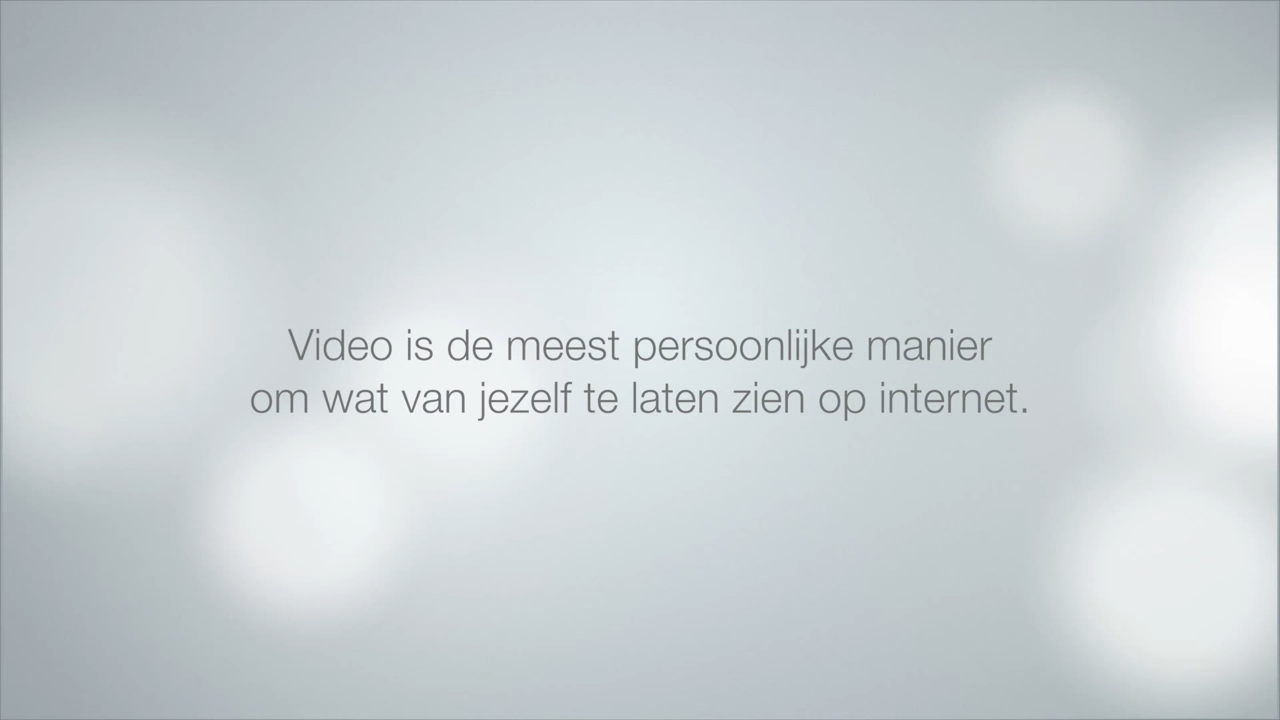 Video is de meest persoonlijke manier
om wat van jezelf te laten zien op internet.